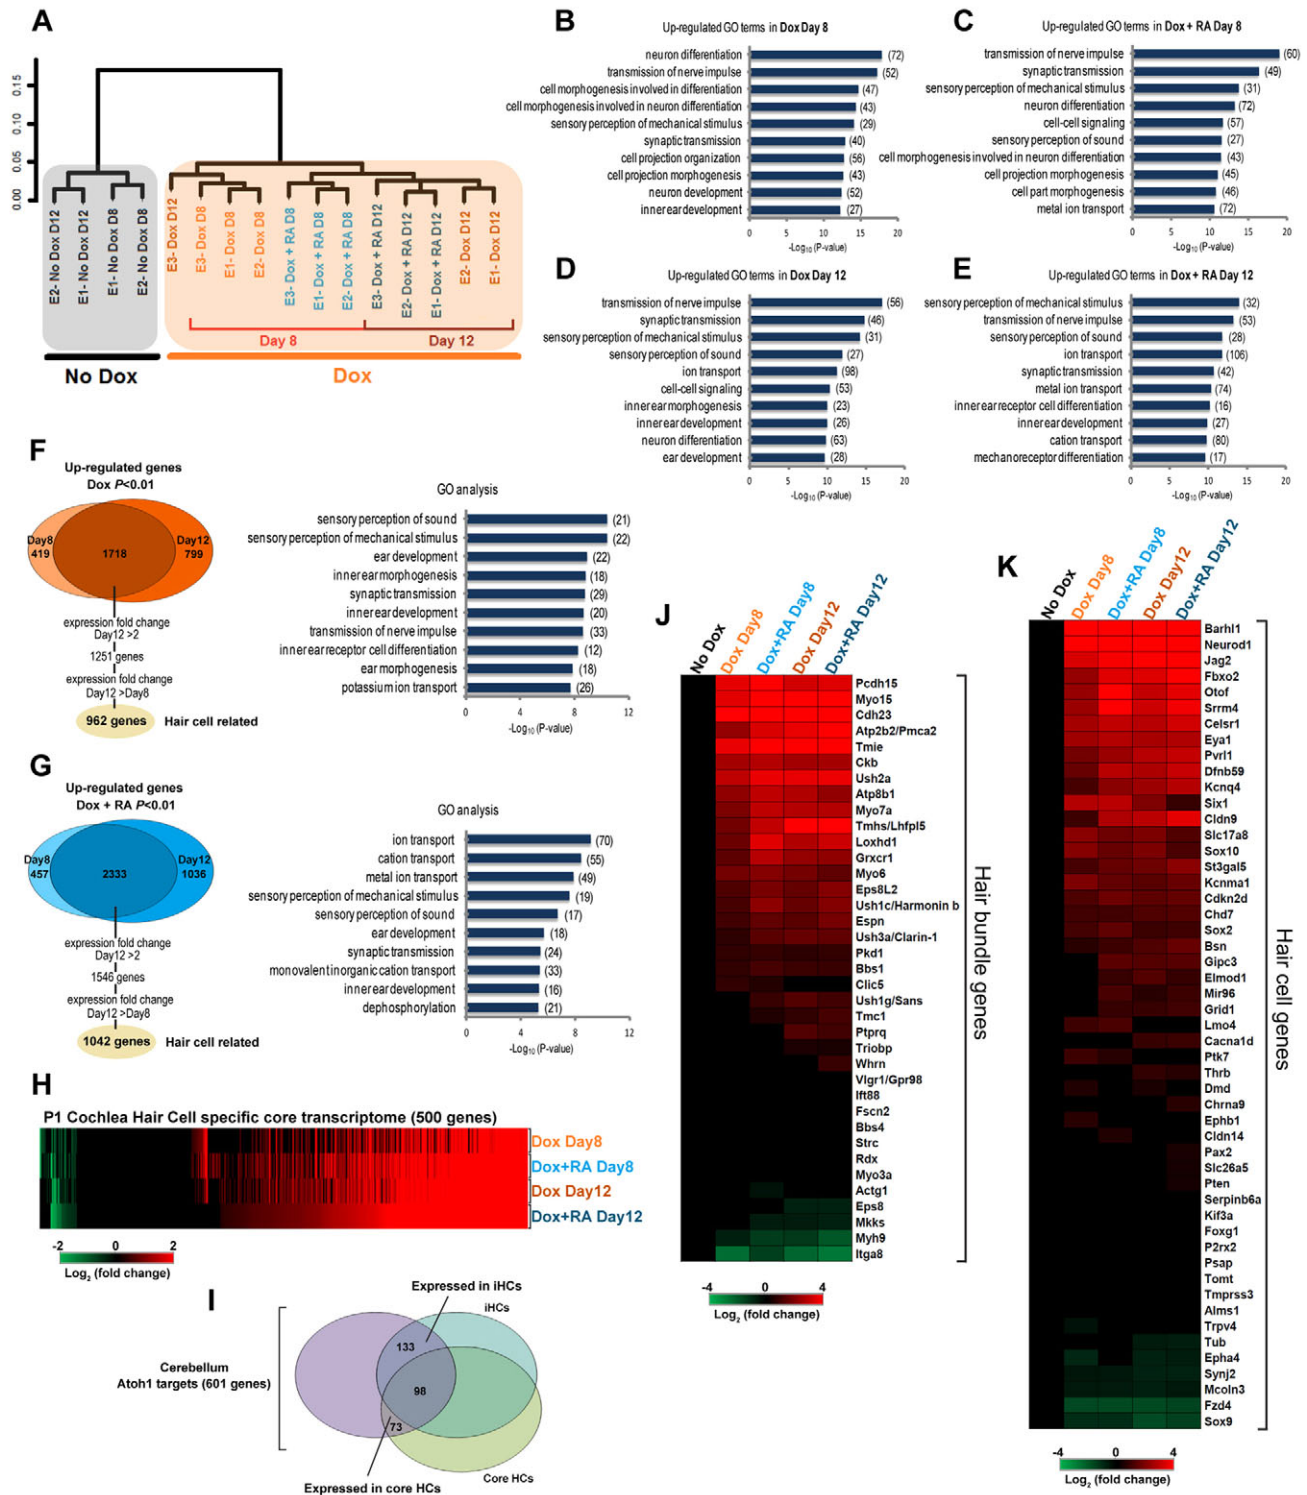 A
0.15
0.10
0.05
0.00
E2- No Dox D12
E1- No Dox D12
E1- No Dox D8
E2- No Dox D8
E3- Dox D12
E3- Dox D8
E1- Dox D8
E2- Dox D8
E3- Dox + RA D8
E1- Dox + RA D8
E2- Dox + RA D8
E3- Dox + RA D12
E2- Dox + RA D12
E1- Dox + RA D12
E2- Dox D12
E1- Dox D12
Day 8
Day 12
No Dox
Dox
B
Up-regulated GO terms in Dox Day 8
neuron differentiation (72)
transmission of nerve impulse (52)
cell morphogenesis involved in differentiation (47)
cell morphogenesis involved in neuron differentiation (43)
sensory perception of mechanical stimulus (29)
synaptic transmission (40)
cell projection organization (56)
cell projection morphogenesis (43)
neuron development (52)
inner ear development (27)
0 5 10 15 20
-Log10 (P-value)
C
Up-regulated GO terms in Dox + RA Day 8
transmission of nerve impulse (60)
synaptic transmission (49)
sensory perception of mechanical stimulus (31)
neuron differentiation (72)
cell-cell signaling (57)
sensory perception of sound (27)
cell morphogenesis involved in neuron differentiation (43)
cell projection morphogenesis (45)
cell part morphogenesis (46)
metal ion transport (72)
0 5 10 15 20
-Log10 (P-value)
D
Up-regulated GO terms in Dox Day 12
transmission of nerve impulse (56)
synaptic transmission (46)
sensory perception of mechanical stimulus (31)
sensory perception of sound (27)
ion transport (98)
cell-cell signaling (53)
inner ear morphogenesis (23)
inner ear development (26)
neuron differentiation (63)
ear development (28)
0 5 10 15 20
-Log10 (P-value)
E
Up-regulated GO terms in Dox + RA Day 12
sensory perception of mechanical stimulus (32)
transmission of nerve impulse (53)
sensory perception of sound (28)
ion transport (106)
synaptic transmission (42)
metal ion transport (74)
inner ear receptor cell differentiation (16)
inner ear development (27)
cation transport (80)
mechanoreceptor differentiation (17)
0 5 10 15 20
-Log10 (P-value)
F
Up-regulated genes
Dox P<0.01
Day8
419
1718
Day12
799
expression fold change
Day12 >2
1251 genes
expression fold change
Day12 >Day8
962 genes
Hair cell related
GO analysis
sensory perception of sound (21)
sensory perception of mechanical stimulus (22)
ear development (22)
inner ear morphogenesis (18)
synaptic transmission (29)
inner ear development (20)
transmission of nerve impulse (33)
inner ear receptor cell differentiation (12)
ear morphogenesis (18)
potassium ion transport (26)
0 4 8 12
-Log10 (P-value)
G
Up-regulated genes
Dox + RA P<0.01
Day8
457
2333
Day12
1036
expression fold change
Day12 >2
1546 genes
expression fold change
Day12 >Day8
1042 genes
Hair cell related
GO analysis
ion transport (70)
cation transport (55)
metal ion transport (49)
sensory perception of mechanical stimulus (19)
sensory perception of sound (17)
ear development (18)
synaptic transmission (24)
monovalent inorganic cation transport (33)
inner ear development (16)
dephosphorylation (21)
0 4 8 12
-Log10 (P-value)
H
P1 Cochlea Hair Cell specific core transcriptome (500 genes)
Dox Day8
Dox+RA Day8
Dox Day12
Dox+RA Day12
-2 0 2
Log2 (fold change)
I
Expressed in iHCs
iHCs
133
98
73
Cerebellum
Atoh1 targets (601 genes)
Core HCs
Expressed in core HCs
J
No Dox
Dox Day8
Dox+RA Day8
Dox Day12
Dox+RA Day12
Pcdh15
Myo15
Cdh23
Atp2b2/Pmca2
Tmie
Ckb
Ush2a
Atp8b1
Myo7a
Tmhs/Lhfpl5
Loxhd1
Grxcr1
Myo6
Eps8L2
Ush1c/Harmonin b
Espn
Ush3a/Clarin-1
Pkd1
Bbs1
Clic5
Ush1g/Sans
Tmc1
Ptprq
Triobp
Whrn
Vlgr1/Gpr98
Ift88
Fscn2
Bbs4
Strc
Rdx
Myo3a
Actg1
Eps8
Mkks
Myh9
Itga8
Hair bundle genes
-4 0 4
Log2 (fold change)
K
No Dox
Dox Day8
Dox+RA Day8
Dox Day12
Dox+RA Day12
Barhl1
Neurod1
Jag2
Fbxo2
Otof
Srrm4
Celsr1
Eya1
Pvrl1
Dfnb59
Kcnq4
Six1
Cldn9
Slc17a8
Sox10
St3gal5
Kcnma1
Cdkn2d
Chd7
Sox2
Bsn
Gipc3
Elmod1
Mir96
Grid1
Lmo4
Cacna1d
Ptk7
Thrb
Dmd
Chrna9
Ephb1
Cldn14
Pax2
Slc26a5
Pten
Serpinb6a
Kif3a
Foxg1
P2rx2
Psap
Tomt
Tmprss3
Alms1
Trpv4
Tub
Epha4
Synj2
Mcoln3
Fzd4
Sox9
Hair cell genes
-4 0 4
Log2 (fold change)